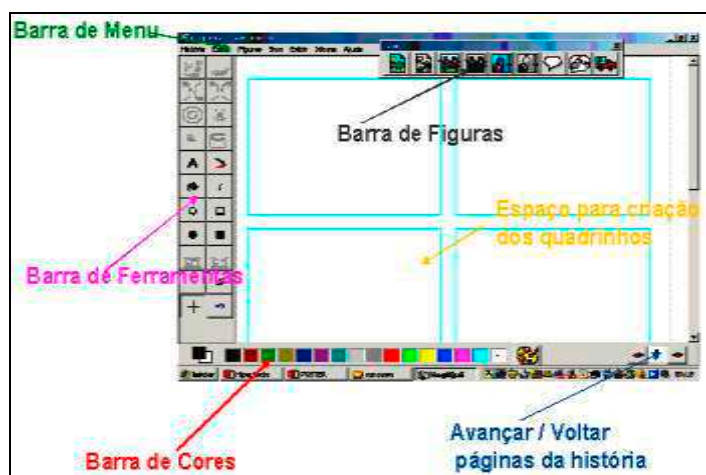 Barra de Menu
Ajuda
Barra de Figuras
Espaço para criação
dos quadrinhos
Barra de Ferramentas
Barra de Cores
Avançar / Voltar
páginas da história